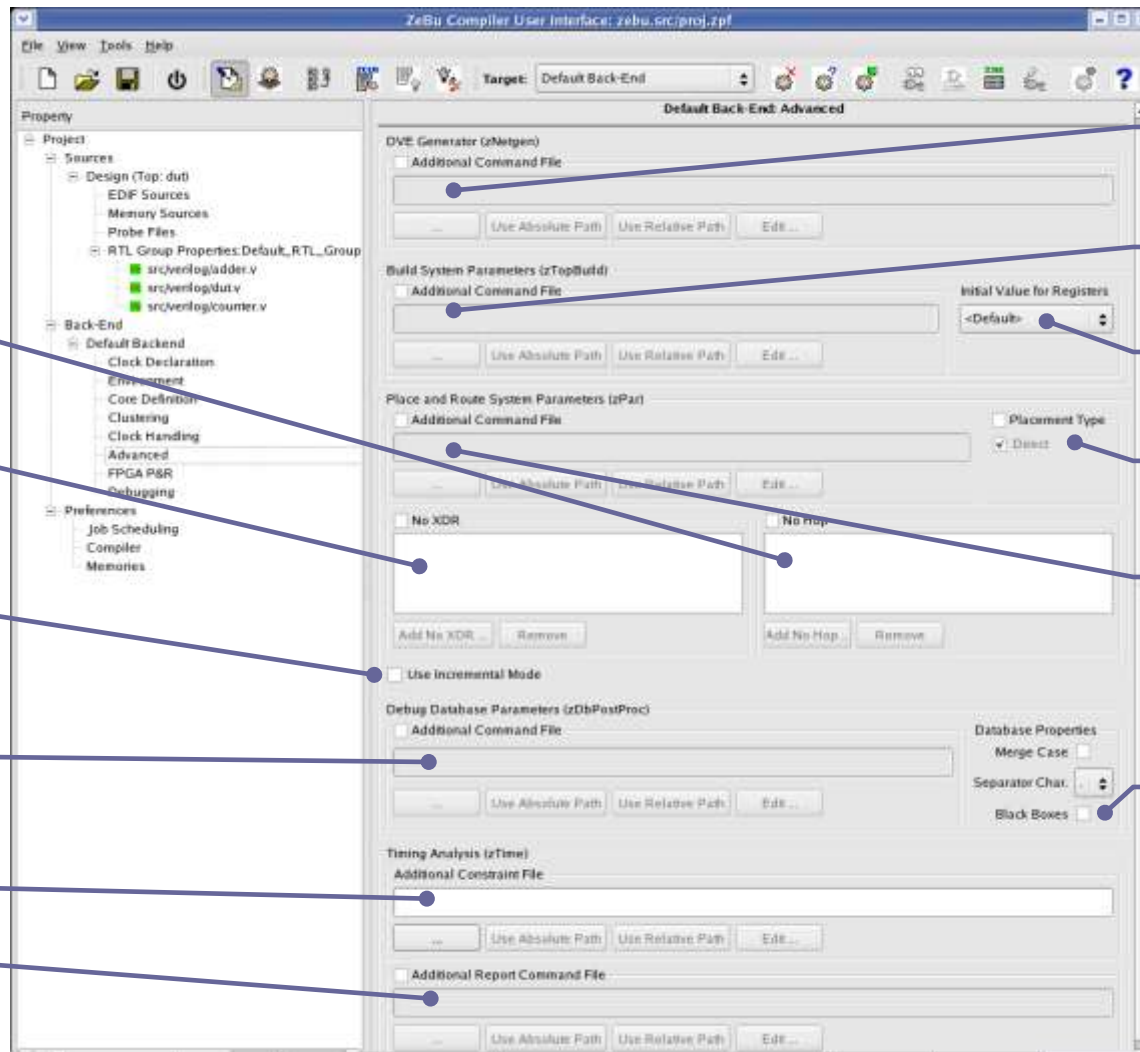 ZeBu Compiler User Interface: zebu.src/proj.zpf
File View Tools Help
Target: Default Back-End
Property
Project
Sources
Design (Top: dut)
EDIF Sources
Memory Sources
Probe Files
RTL Group Properties:Default_RTL_Group
src/verilog/adder.v
src/verilog/dut.v
src/verilog/counter.v
Back-End
Default Backend
Clock Declaration
Environment
Core Definition
Clustering
Clock Handling
Advanced
FPGA P&R
Debugging
Preferences
Job Scheduling
Compiler
Memories
Default Back-End: Advanced
DVE Generator (zNetgen)
Additional Command File
... Use Absolute Path Use Relative Path Edit ...
Build System Parameters (zTopBuild)
Additional Command File
Initial Value for Registers
<Default>
... Use Absolute Path Use Relative Path Edit ...
Place and Route System Parameters (zPar)
Additional Command File
Placement Type
Direct
... Use Absolute Path Use Relative Path Edit ...
No XDR
No Hop
Add No XDR ... Remove
Add No Hop... Remove
Use Incremental Mode
Debug Database Parameters (zDbPostProc)
Additional Command File
Database Properties
Merge Case
Separator Char. .
Black Boxes
... Use Absolute Path Use Relative Path Edit ...
Timing Analysis (zTime)
Additional Constraint File
... Use Absolute Path Use Relative Path Edit ...
Additional Report Command File
... Use Absolute Path Use Relative Path Edit ...